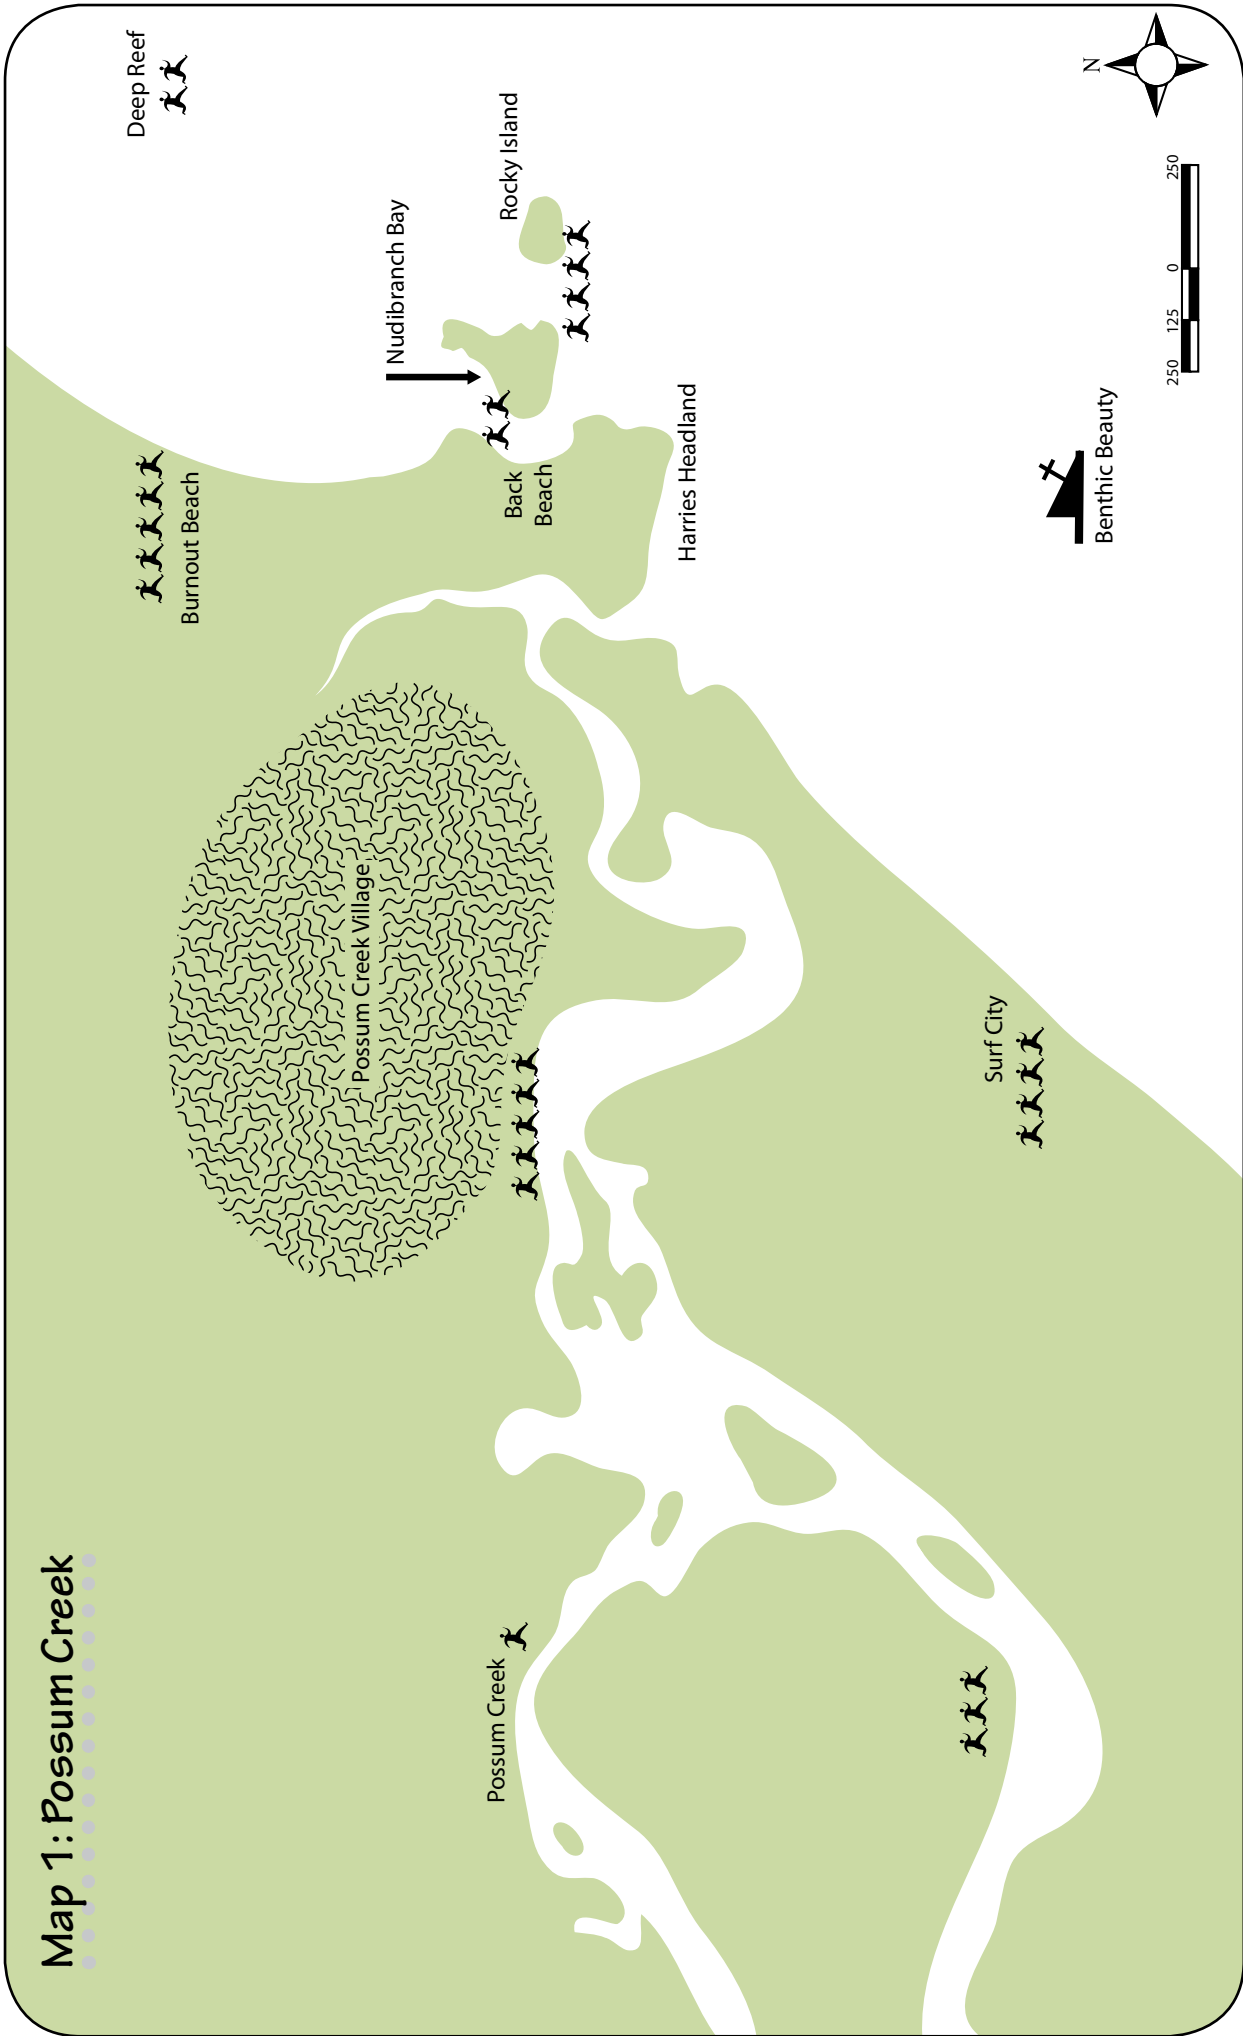 Map 1: Possum Creek
Deep Reef
Burnout Beach
Nudibranch Bay
Rocky Island
Back
Beach
Harries Headland
Possum Creek Village
Possum Creek
Surf City
Benthic Beauty
N
250 125 0 250